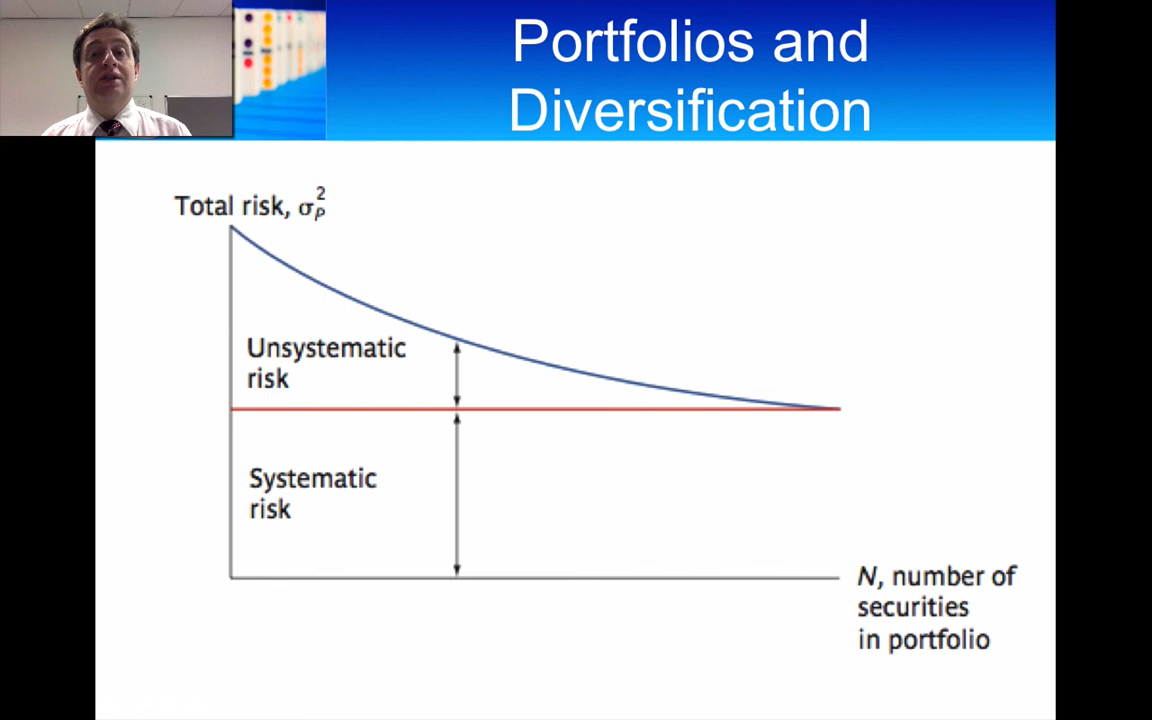 Portfolios and
Diversification
Total risk, σ²P
Unsystematic
risk
Systematic
risk
N, number of
securities
in portfolio